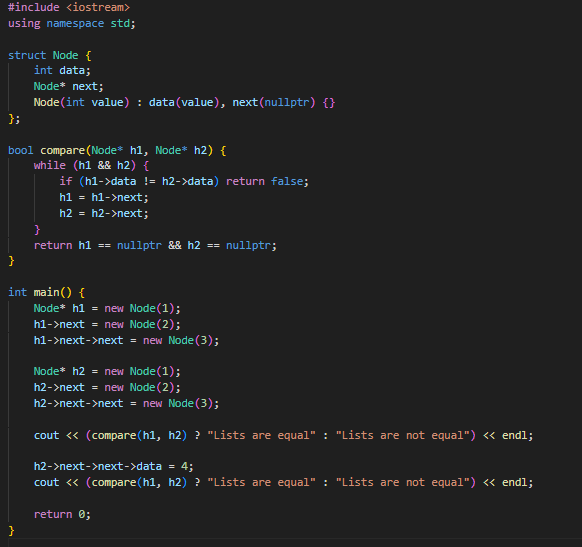 #include <iostream>
using namespace std;

struct Node {
    int data;
    Node* next;
    Node(int value) : data(value), next(nullptr) {}
};

bool compare(Node* h1, Node* h2) {
    while (h1 && h2) {
        if (h1->data != h2->data) return false;
        h1 = h1->next;
        h2 = h2->next;
    }
    return h1 == nullptr && h2 == nullptr;
}

int main() {
    Node* h1 = new Node(1);
    h1->next = new Node(2);
    h1->next->next = new Node(3);

    Node* h2 = new Node(1);
    h2->next = new Node(2);
    h2->next->next = new Node(3);

    cout << (compare(h1, h2) ? "Lists are equal" : "Lists are not equal") << endl;

    h2->next->next->data = 4;
    cout << (compare(h1, h2) ? "Lists are equal" : "Lists are not equal") << endl;

    return 0;
}